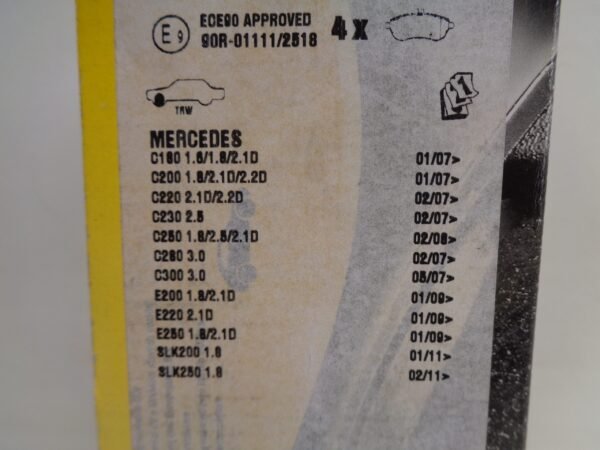 E9
ECE90 APPROVED
90R-01111/2518
4 x
TRW
MERCEDES
C180 1.6/1.8/2.1D 01/07>
C200 1.8/2.1D/2.2D 01/07>
C220 2.1D/2.2D 02/07>
C230 2.5 02/07>
C250 1.8/2.5/2.1D 02/08>
C280 3.0 02/07>
C300 3.0 05/07>
E200 1.8/2.1D 01/09>
E220 2.1D 01/09>
E250 1.8/2.1D 01/09>
SLK200 1.8 01/11>
SLK250 1.8 02/11>